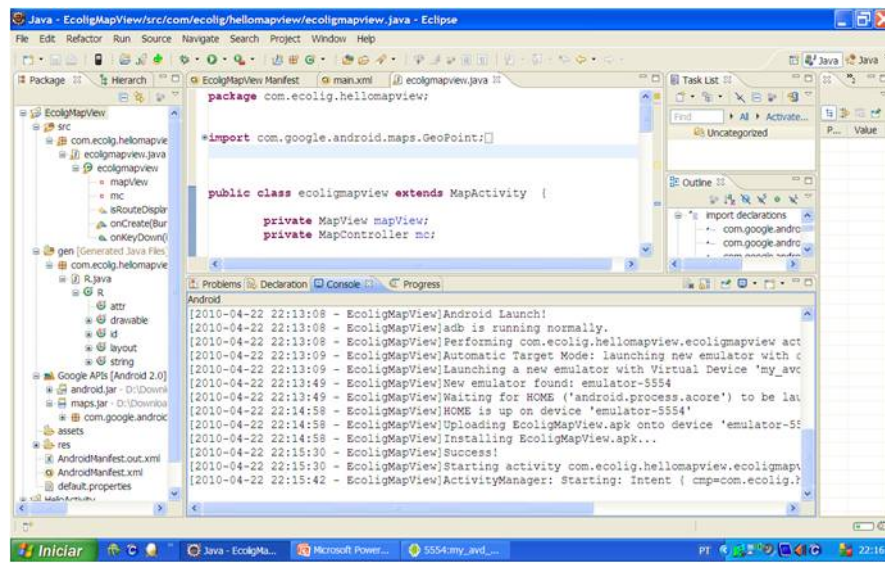 Java - EcoligMapView/src/com/ecolig/hellomapview/ecoligmapview.java - Eclipse
File Edit Refactor Run Source Navigate Search Project Window Help
Java Java
Package Hierarch
EcoligMapView Manifest main.xml ecoligmapview.java
Task List
EcoligMapView
src
com.ecolig.helomapvie
ecoligmapview.java
ecoligmapview
mapView
mc
isRouteDisplar
onCreate(Bur
onKeyDown(i
gen [Generated Java Files]
com.ecolig.helomapvie
R.java
R
attr
drawable
id
layout
string
Google APIs [Android 2.0]
android.jar - D:\Downl
maps.jar - D:\Downloa
com.google.androic
assets
res
AndroidManifest.out.xml
AndroidManifest.xml
default.properties
HeloActivity
package com.ecolig.hellomapview;
import com.google.android.maps.GeoPoint;
public class ecoligmapview extends MapActivity {
private MapView mapView;
private MapController mc;
Find All Activate...
Uncategorized
P... Value
Outline
import declarations
com.google.andro
com.google.andro
com.google.andro
Problems Declaration Console Progress
Android
[2010-04-22 22:13:08 - EcoligMapView]Android Launch!
[2010-04-22 22:13:08 - EcoligMapView]adb is running normally.
[2010-04-22 22:13:08 - EcoligMapView]Performing com.ecolig.hellomapview.ecoligmapview act
[2010-04-22 22:13:09 - EcoligMapView]Automatic Target Mode: launching new emulator with c
[2010-04-22 22:13:09 - EcoligMapView]Launching a new emulator with Virtual Device 'my_avd
[2010-04-22 22:13:49 - EcoligMapView]New emulator found: emulator-5554
[2010-04-22 22:13:49 - EcoligMapView]Waiting for HOME ('android.process.acore') to be lau
[2010-04-22 22:14:58 - EcoligMapView]HOME is up on device 'emulator-5554'
[2010-04-22 22:14:58 - EcoligMapView]Uploading EcoligMapView.apk onto device 'emulator-55
[2010-04-22 22:14:58 - EcoligMapView]Installing EcoligMapView.apk...
[2010-04-22 22:15:30 - EcoligMapView]Success!
[2010-04-22 22:15:30 - EcoligMapView]Starting activity com.ecolig.hellomapview.ecoligmapv
[2010-04-22 22:15:42 - EcoligMapView]ActivityManager: Starting: Intent { cmp=com.ecolig.h
Iniciar
Java - EcoligMa... Microsoft Power... 5554:my_avd_...
PT 22:16